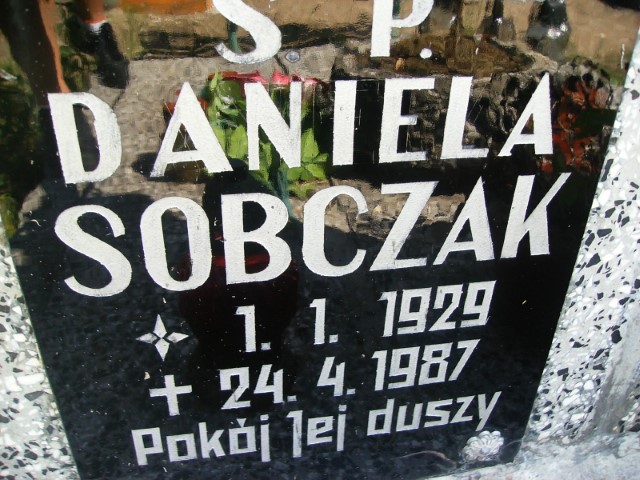 Ś. P.
DANIELA
SOBCZAK
1. 1. 1929
+ 24. 4. 1987
Pokój Jej duszy